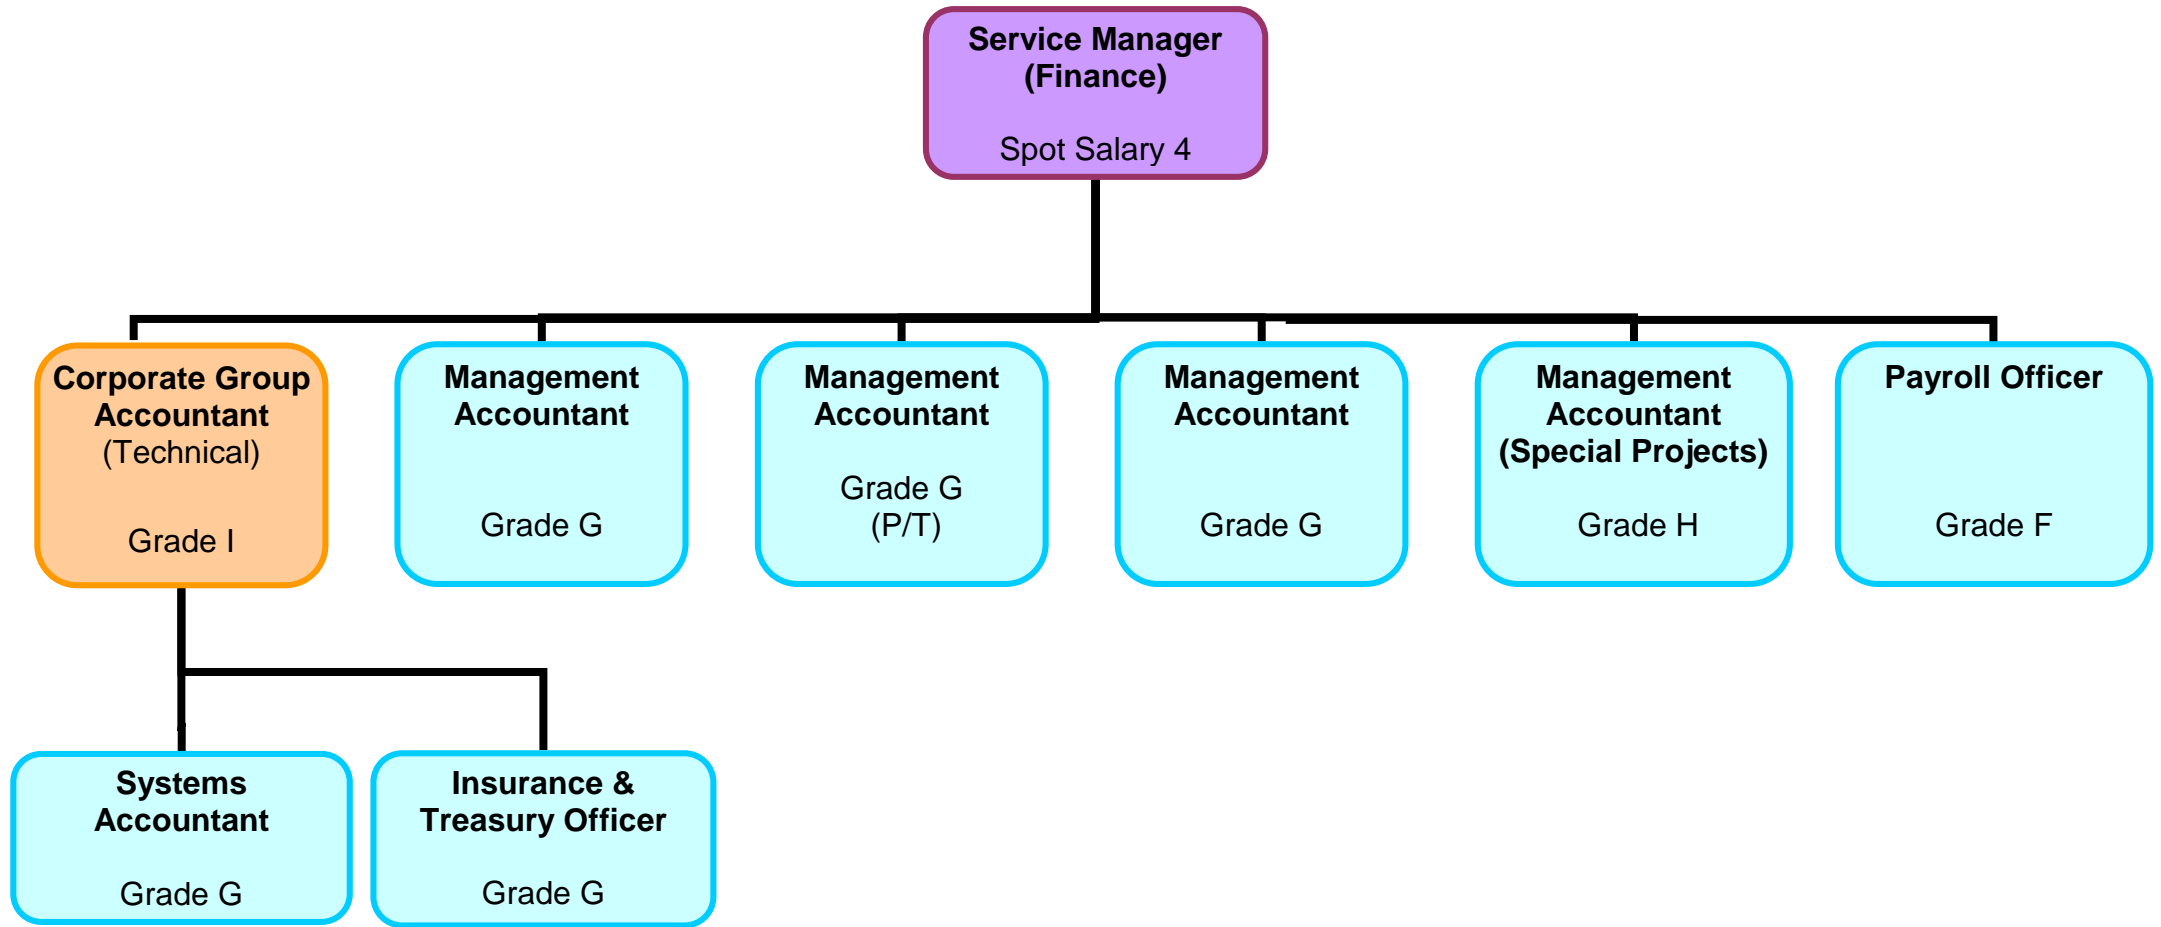 Service Manager
(Finance)
Spot Salary 4
Corporate Group
Accountant
(Technical)
Grade I
Management
Accountant
Grade G
Management
Accountant
Grade G
(P/T)
Management
Accountant
Grade G
Management
Accountant
(Special Projects)
Grade H
Payroll Officer
Grade F
Systems
Accountant
Grade G
Insurance &
Treasury Officer
Grade G